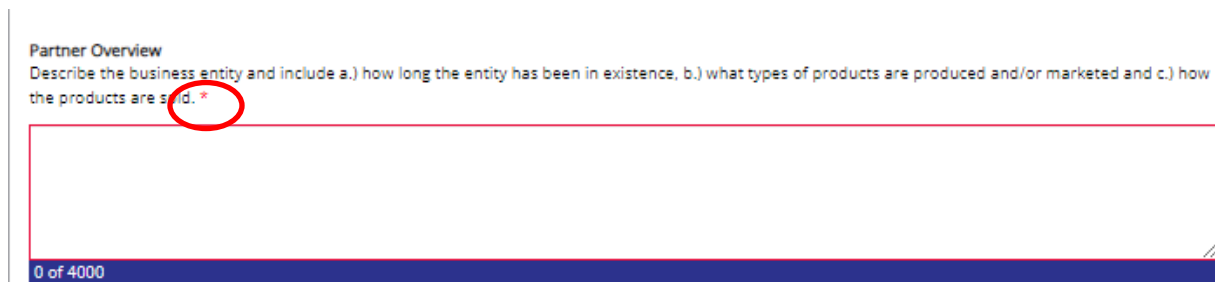 Partner Overview
Describe the business entity and include a.) how long the entity has been in existence, b.) what types of products are produced and/or marketed and c.) how
the products are sold. *
0 of 4000